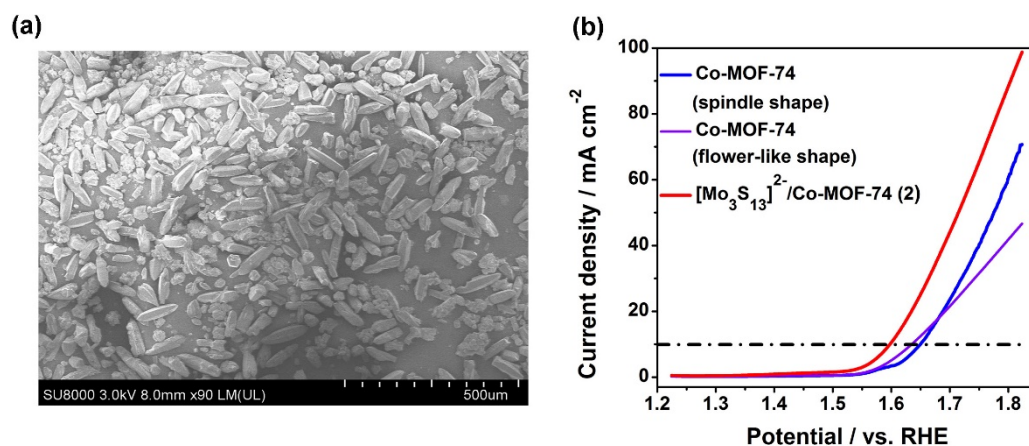 (a)
SU8000 3.0kV 8.0mm x90 LM(UL)
500um
(b)
Current density / mA cm⁻²
100
80
60
40
20
0
Co-MOF-74
(spindle shape)
Co-MOF-74
(flower-like shape)
[Mo₃S₁₃]²⁻/Co-MOF-74 (2)
1.2 1.3 1.4 1.5 1.6 1.7 1.8
Potential / vs. RHE